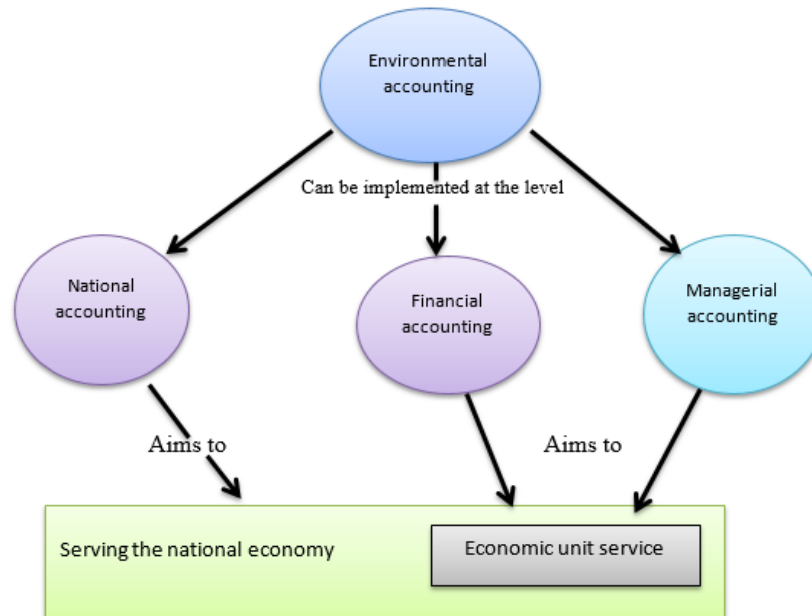 Environmental
accounting
Can be implemented at the level
National
accounting
Financial
accounting
Managerial
accounting
Aims to
Aims to
Serving the national economy
Economic unit service